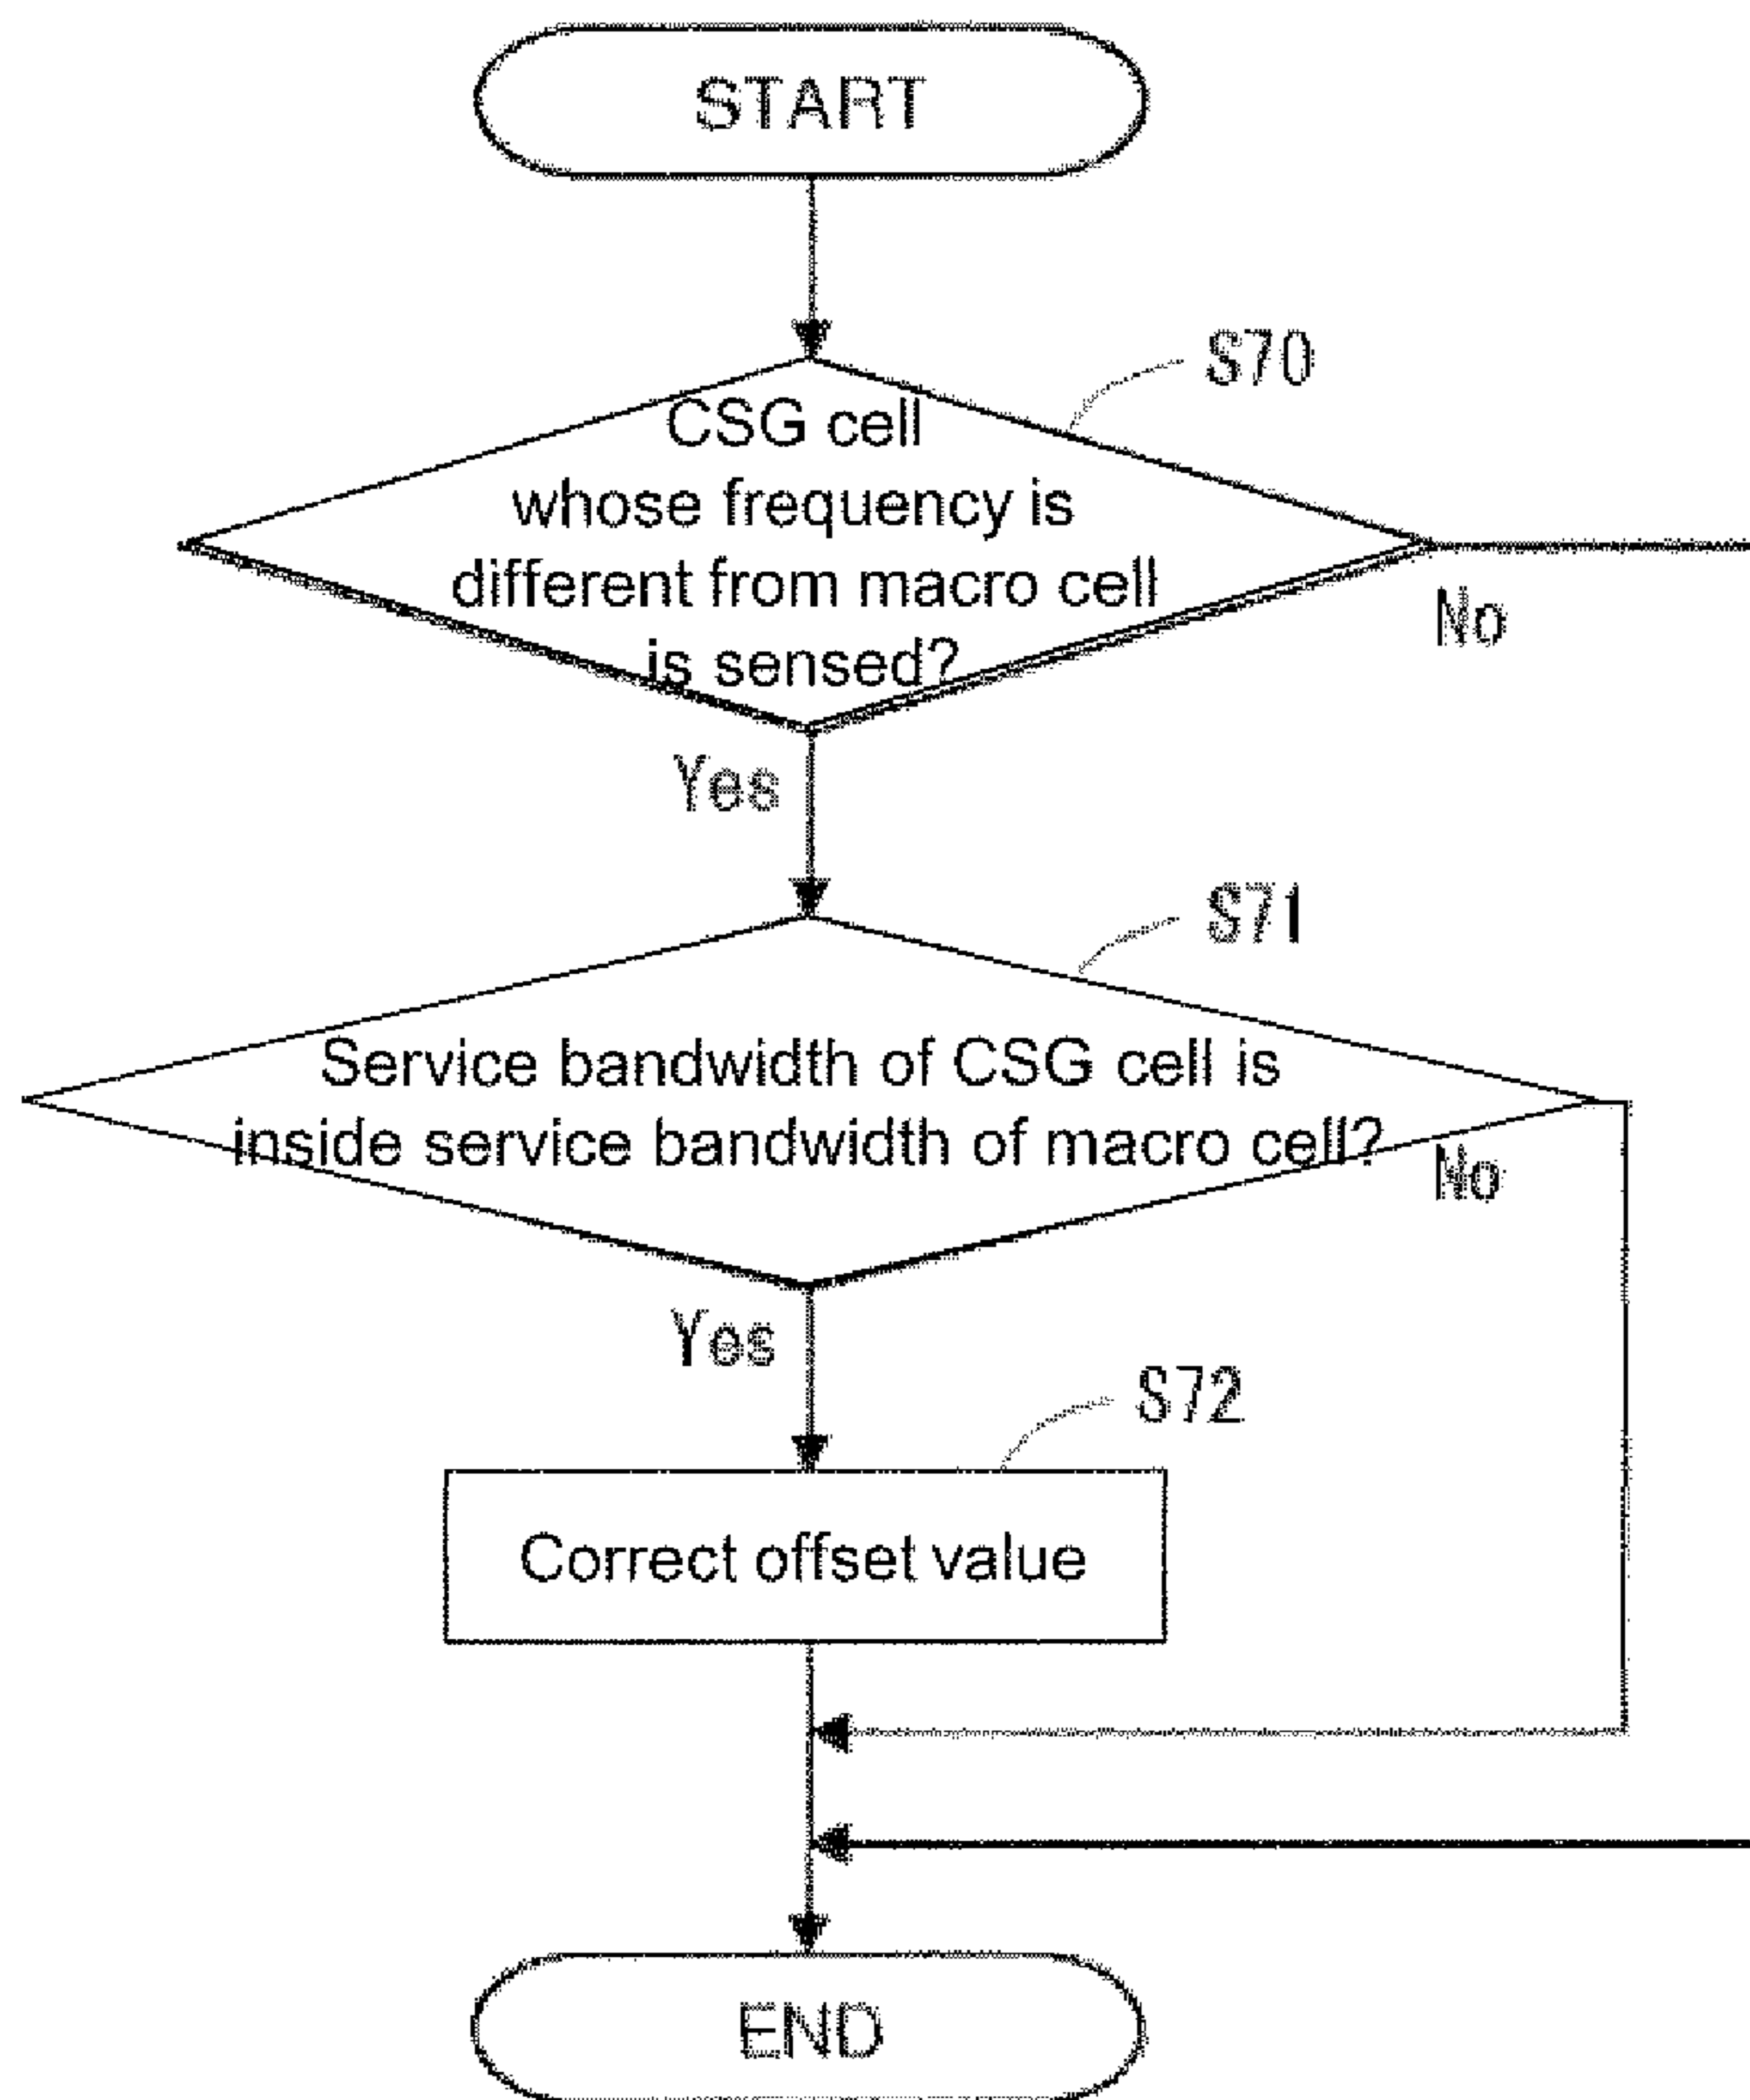 START
S70
CSG cell
whose frequency is
different from macro cell
is sensed?
No
Yes
S71
Service bandwidth of CSG cell is
inside service bandwidth of macro cell?
No
Yes
S72
Correct offset value
END